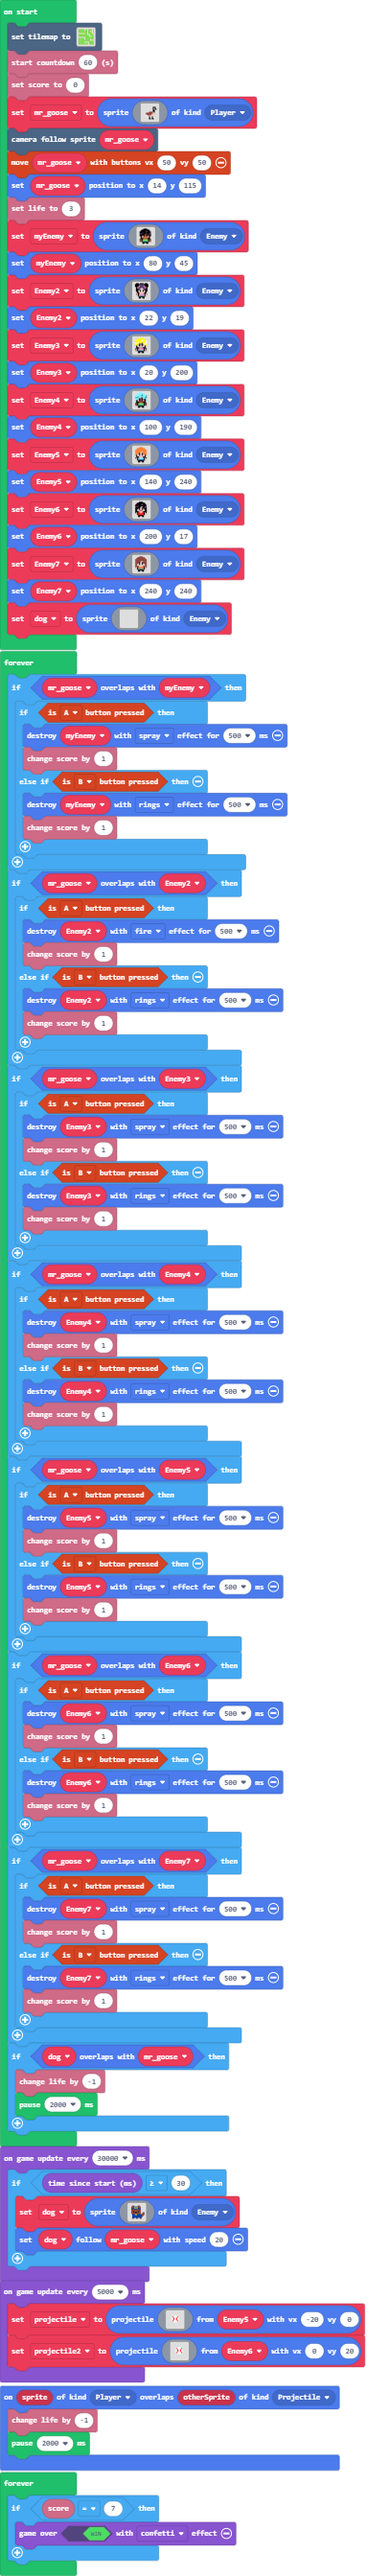 on start
set tilemap to
start countdown 60 (s)
set score to 0
set mr_goose to sprite of kind Player
camera follow sprite mr_goose
move mr_goose with buttons vx 50 vy 50
set mr_goose position to x 14 y 115
set life to 3
set myEnemy to sprite of kind Enemy
set myEnemy position to x 80 y 45
set Enemy2 to sprite of kind Enemy
set Enemy2 position to x 22 y 19
set Enemy3 to sprite of kind Enemy
set Enemy3 position to x 20 y 200
set Enemy4 to sprite of kind Enemy
set Enemy4 position to x 100 y 190
set Enemy5 to sprite of kind Enemy
set Enemy5 position to x 140 y 240
set Enemy6 to sprite of kind Enemy
set Enemy6 position to x 200 y 17
set Enemy7 to sprite of kind Enemy
set Enemy7 position to x 240 y 240
set dog to sprite of kind Enemy
forever
if mr_goose overlaps with myEnemy then
if is A button pressed then
destroy myEnemy with spray effect for 500 ms
change score by 1
else if is B button pressed then
destroy myEnemy with rings effect for 500 ms
change score by 1
if mr_goose overlaps with Enemy2 then
if is A button pressed then
destroy Enemy2 with fire effect for 500 ms
change score by 1
else if is B button pressed then
destroy Enemy2 with rings effect for 500 ms
change score by 1
if mr_goose overlaps with Enemy3 then
if is A button pressed then
destroy Enemy3 with spray effect for 500 ms
change score by 1
else if is B button pressed then
destroy Enemy3 with rings effect for 500 ms
change score by 1
if mr_goose overlaps with Enemy4 then
if is A button pressed then
destroy Enemy4 with spray effect for 500 ms
change score by 1
else if is B button pressed then
destroy Enemy4 with rings effect for 500 ms
change score by 1
if mr_goose overlaps with Enemy5 then
if is A button pressed then
destroy Enemy5 with spray effect for 500 ms
change score by 1
else if is B button pressed then
destroy Enemy5 with rings effect for 500 ms
change score by 1
if mr_goose overlaps with Enemy6 then
if is A button pressed then
destroy Enemy6 with spray effect for 500 ms
change score by 1
else if is B button pressed then
destroy Enemy6 with rings effect for 500 ms
change score by 1
if mr_goose overlaps with Enemy7 then
if is A button pressed then
destroy Enemy7 with spray effect for 500 ms
change score by 1
else if is B button pressed then
destroy Enemy7 with rings effect for 500 ms
change score by 1
if dog overlaps with mr_goose then
change life by -1
pause 2000 ms
on game update every 30000 ms
if time since start (ms) ≥ 30 then
set dog to sprite of kind Enemy
set dog follow mr_goose with speed 20
on game update every 5000 ms
set projectile to projectile from Enemy5 with vx -20 vy 0
set projectile2 to projectile from Enemy6 with vx 0 vy 20
on sprite of kind Player overlaps otherSprite of kind Projectile
change life by -1
pause 2000 ms
forever
if score = 7 then
game over WIN with confetti effect